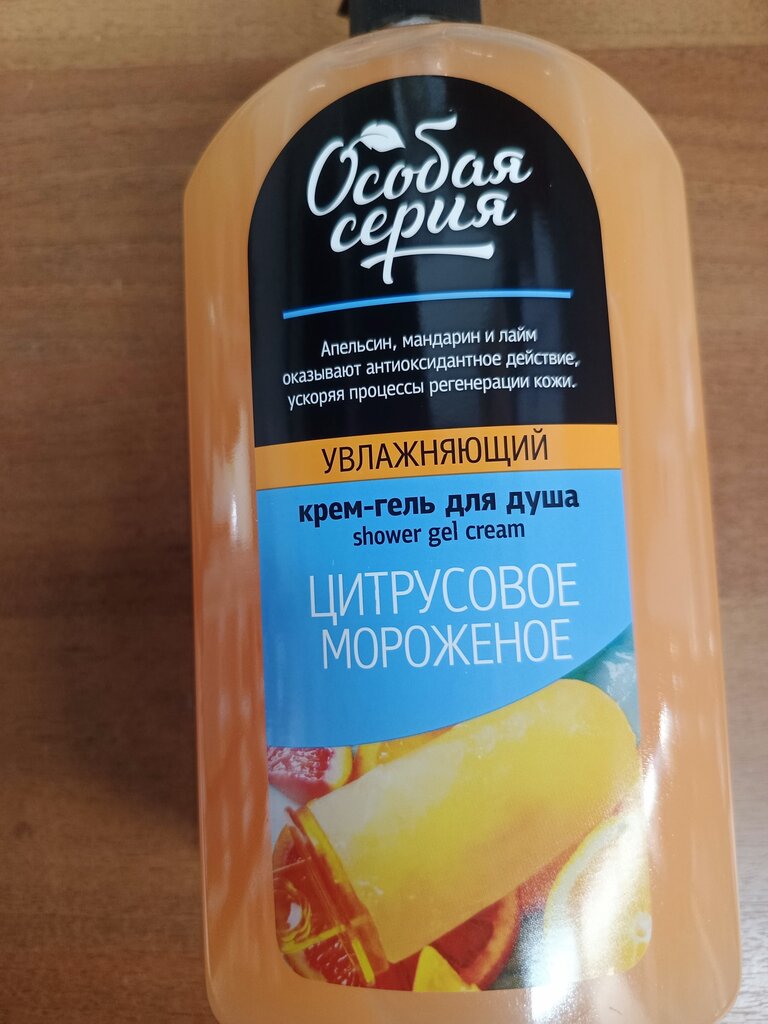 Особая
серия
Апельсин, мандарин и лайм
оказывают антиоксидантное действие,
ускоряя процессы регенерации кожи.
УВЛАЖНЯЮЩИЙ
крем-гель для душа
shower gel cream
ЦИТРУСОВОЕ
МОРОЖЕНОЕ